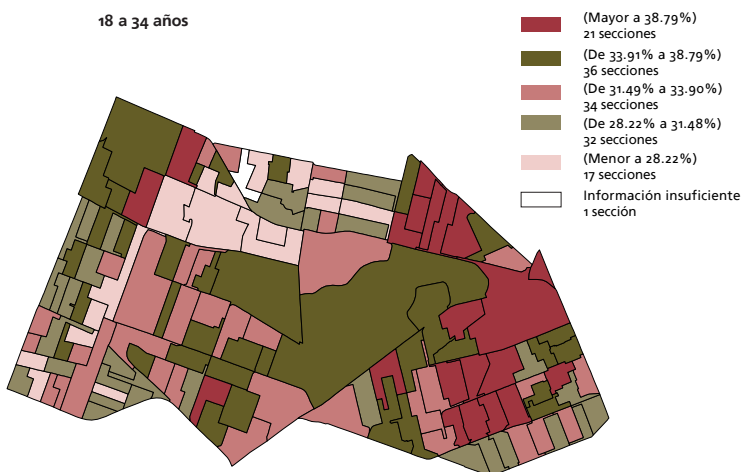 18 a 34 años
(Mayor a 38.79%)
21 secciones
(De 33.91% a 38.79%)
36 secciones
(De 31.49% a 33.90%)
34 secciones
(De 28.22% a 31.48%)
32 secciones
(Menor a 28.22%)
17 secciones
Información insuficiente
1 sección